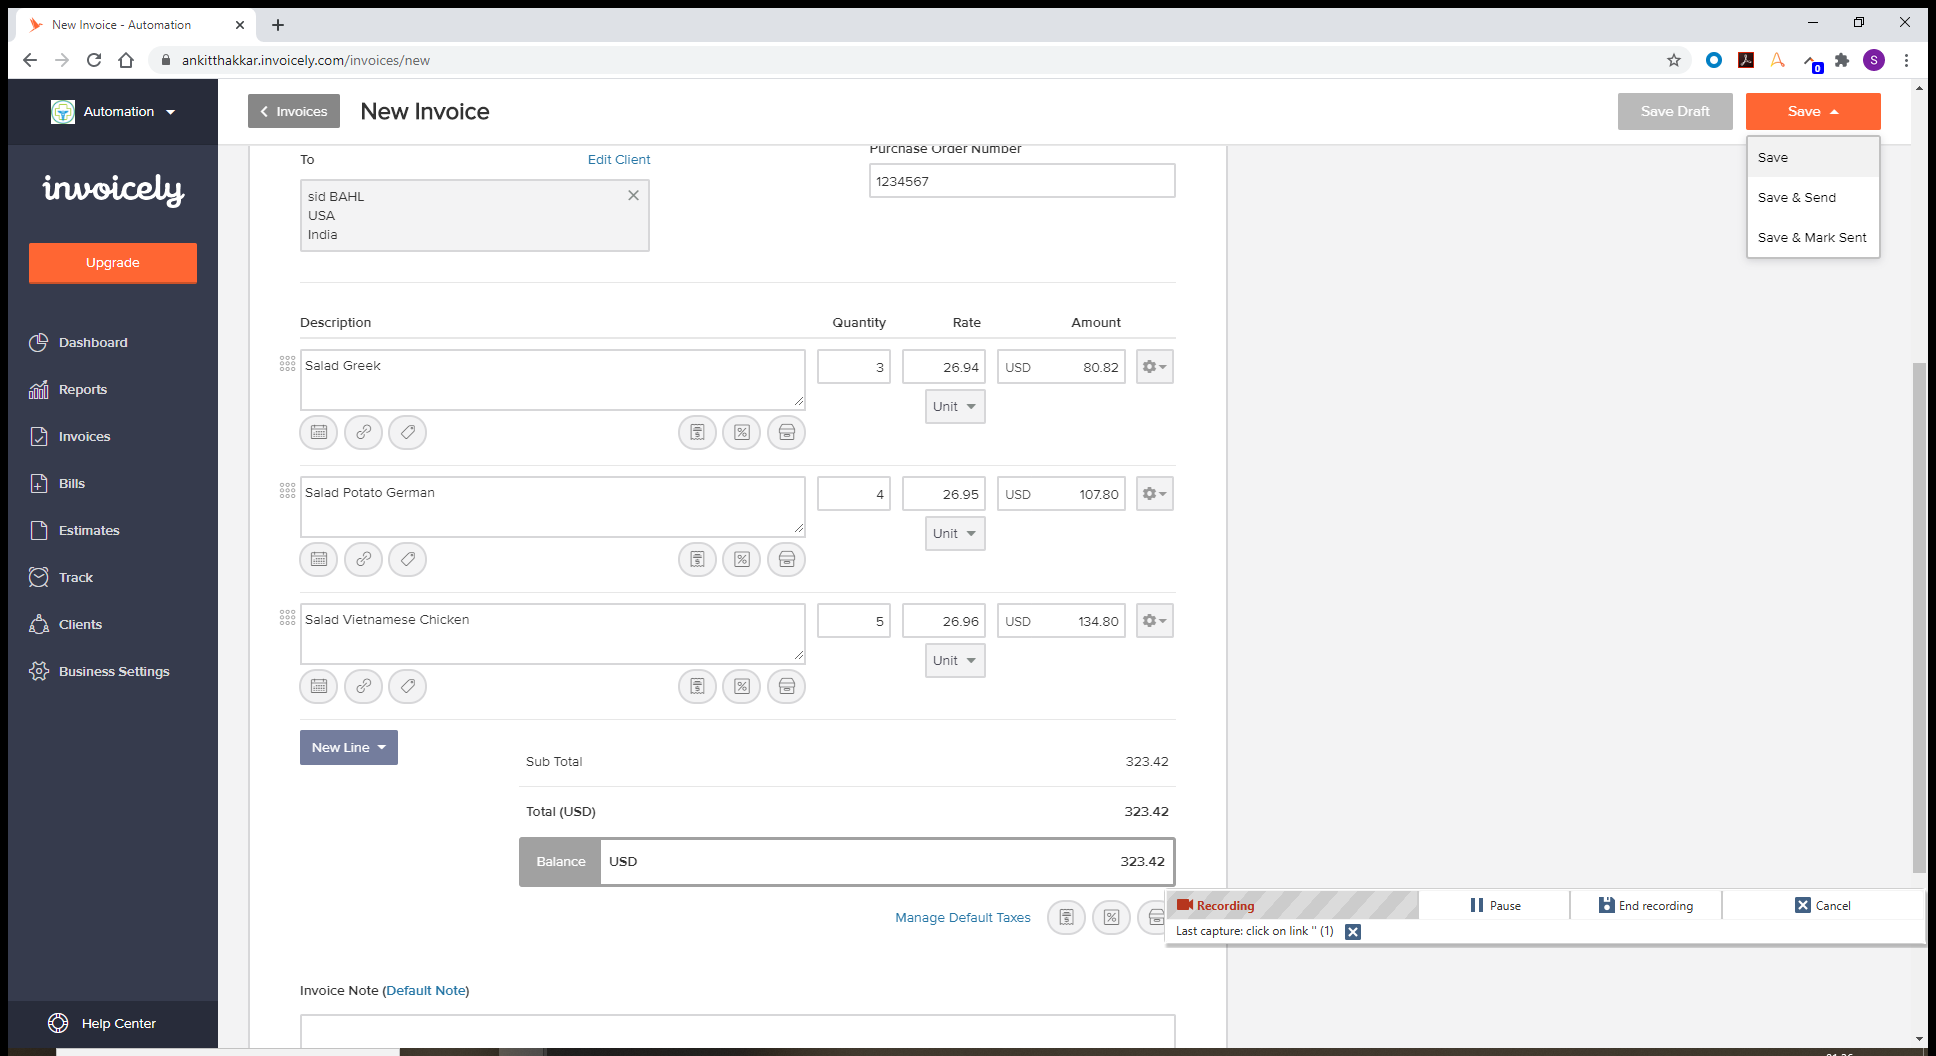 New Invoice - Automation
ankitthakkar.invoicely.com/invoices/new
S
0
Automation
Invoices
New Invoice
Save Draft
Save
Save
Save & Send
Save & Mark Sent
invoicely
Upgrade
Dashboard
Reports
Invoices
Bills
Estimates
Track
Clients
Business Settings
Help Center
To
Edit Client
Purchase Order Number
sid BAHL
USA
India
1234567
Description Quantity Rate Amount
Salad Greek 3 26.94 USD 80.82
Unit
Salad Potato German 4 26.95 USD 107.80
Unit
Salad Vietnamese Chicken 5 26.96 USD 134.80
Unit
New Line
Sub Total 323.42
Total (USD) 323.42
Balance USD 323.42
Manage Default Taxes
Recording
Pause
End recording
Cancel
Last capture: click on link '' (1)
Invoice Note (Default Note)